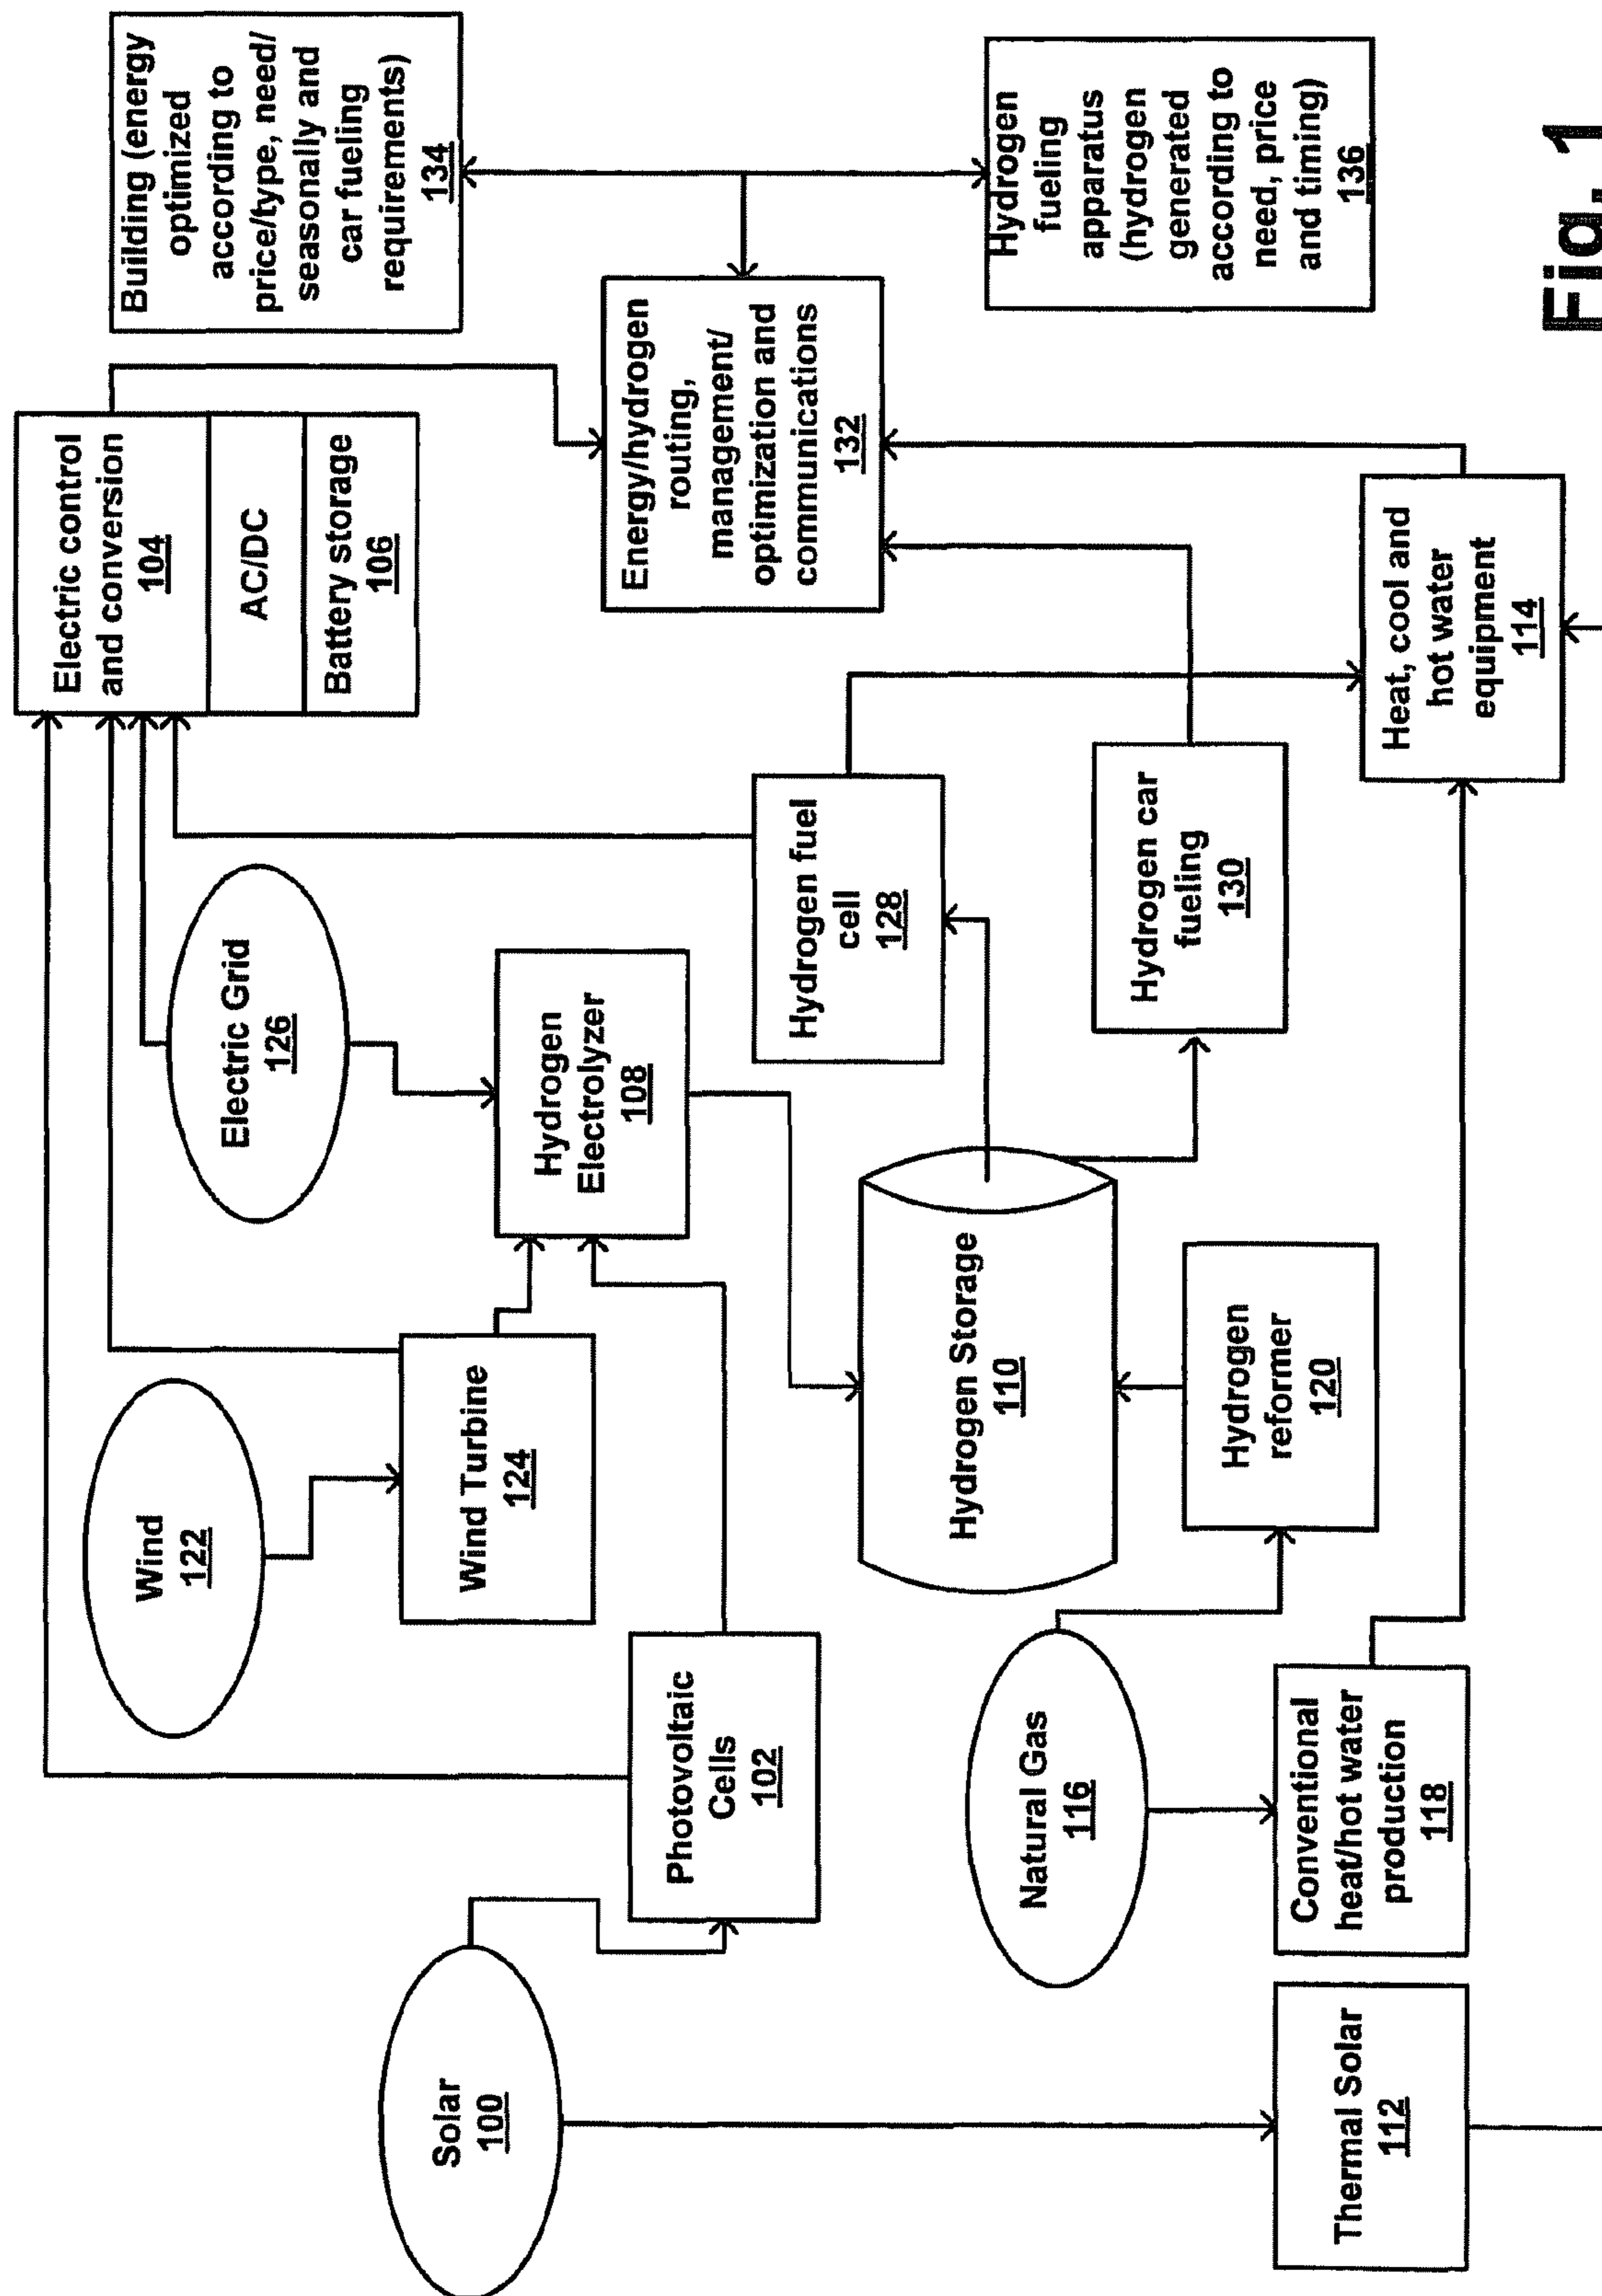 Solar
100
Photovoltaic
Cells
102
Wind
122
Wind Turbine
124
Electric Grid
126
Hydrogen
Electrolyzer
108
Electric control
and conversion
104
AC/DC
Battery storage
106
Building (energy
optimized
according to
price/type, need/
seasonally and
car fueling
requirements)
134
Energy/hydrogen
routing,
management/
optimization and
communications
132
Hydrogen
fueling
apparatus
(hydrogen
generated
according to
need, price
and timing)
136
Hydrogen fuel
cell
128
Hydrogen car
fueling
130
Hydrogen Storage
110
Hydrogen
reformer
120
Natural Gas
116
Conventional
heat/hot water
production
118
Thermal Solar
112
Heat, cool and
hot water
equipment
114
Fig. 1